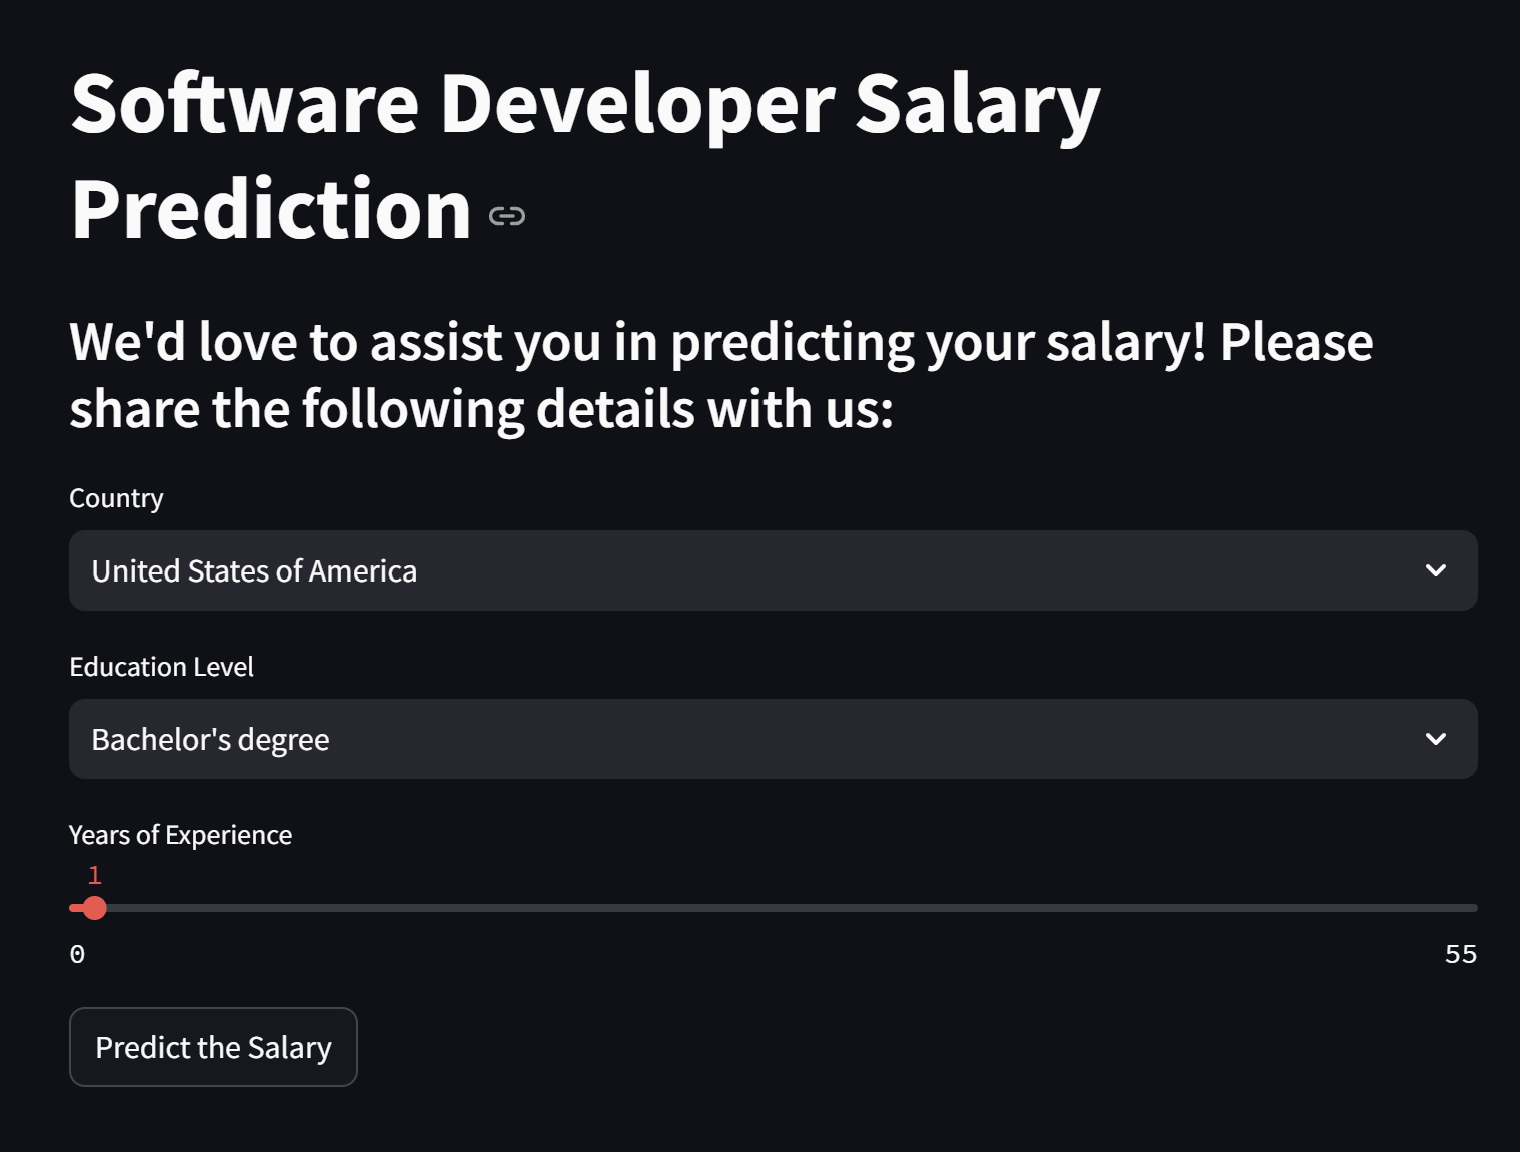 Software Developer Salary
Prediction
We'd love to assist you in predicting your salary! Please
share the following details with us:
Country
United States of America
Education Level
Bachelor's degree
Years of Experience
1
0 55
Predict the Salary